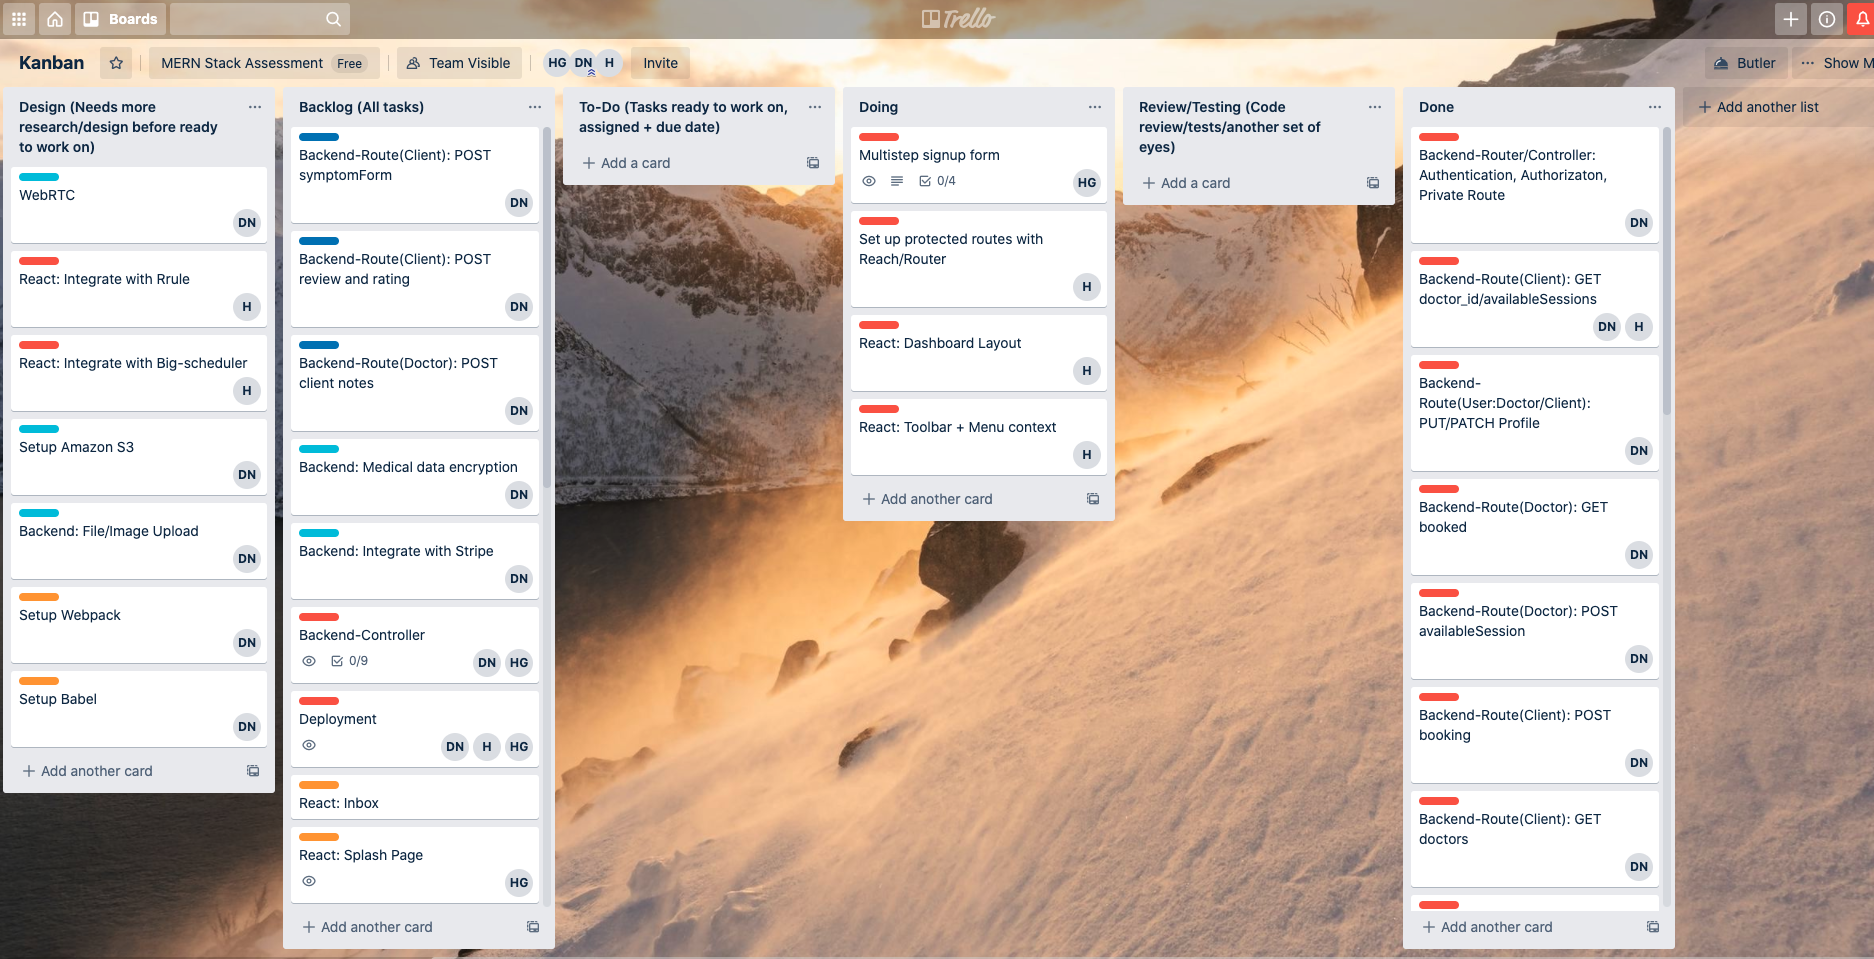 Boards
Trello
Kanban
MERN Stack Assessment Free
Team Visible
HG DN H
Invite
Butler
Show M
Design (Needs more
research/design before ready
to work on)
WebRTC
DN
React: Integrate with Rrule
H
React: Integrate with Big-scheduler
H
Setup Amazon S3
DN
Backend: File/Image Upload
DN
Setup Webpack
DN
Setup Babel
DN
Add another card
Backlog (All tasks)
Backend-Route(Client): POST
symptomForm
DN
Backend-Route(Client): POST
review and rating
DN
Backend-Route(Doctor): POST
client notes
DN
Backend: Medical data encryption
DN
Backend: Integrate with Stripe
DN
Backend-Controller
0/9
DN HG
Deployment
DN H HG
React: Inbox
React: Splash Page
HG
Add another card
To-Do (Tasks ready to work on,
assigned + due date)
Add a card
Doing
Multistep signup form
0/4
HG
Set up protected routes with
Reach/Router
H
React: Dashboard Layout
H
React: Toolbar + Menu context
H
Add another card
Review/Testing (Code
review/tests/another set of
eyes)
Add a card
Done
Backend-Router/Controller:
Authentication, Authorizaton,
Private Route
DN
Backend-Route(Client): GET
doctor_id/availableSessions
DN H
Backend-
Route(User:Doctor/Client):
PUT/PATCH Profile
DN
Backend-Route(Doctor): GET
booked
DN
Backend-Route(Doctor): POST
availableSession
DN
Backend-Route(Client): POST
booking
DN
Backend-Route(Client): GET
doctors
DN
Add another card
Add another list